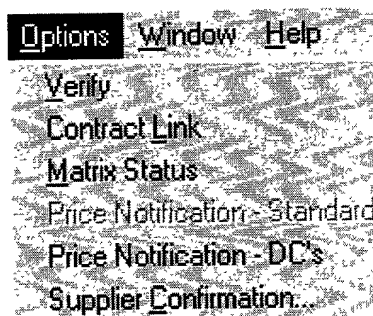 Options Window Help
Verify
Contract Link
Matrix Status
Price Notification - Standard
Price Notification - DC's
Supplier Confirmation...